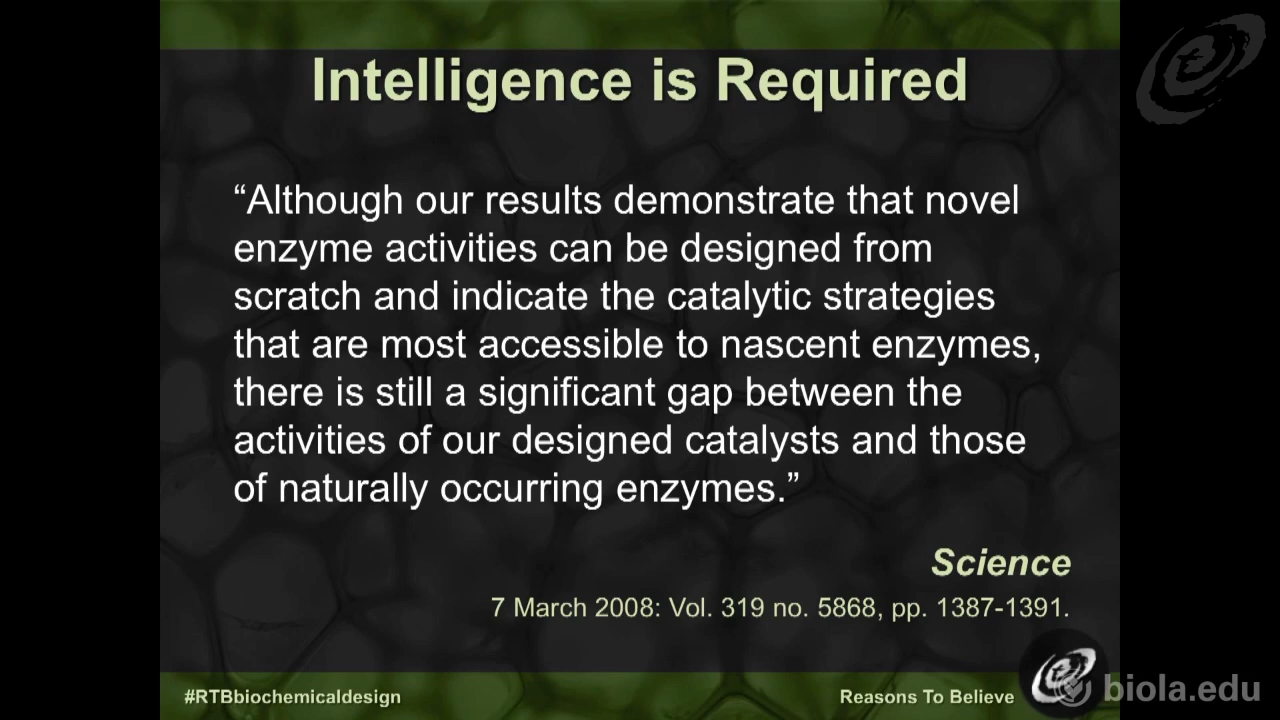 Intelligence is Required
“Although our results demonstrate that novel
enzyme activities can be designed from
scratch and indicate the catalytic strategies
that are most accessible to nascent enzymes,
there is still a significant gap between the
activities of our designed catalysts and those
of naturally occurring enzymes.”
Science
7 March 2008: Vol. 319 no. 5868, pp. 1387-1391.
#RTBbiochemicaldesign
Reasons To Believe
biola.edu